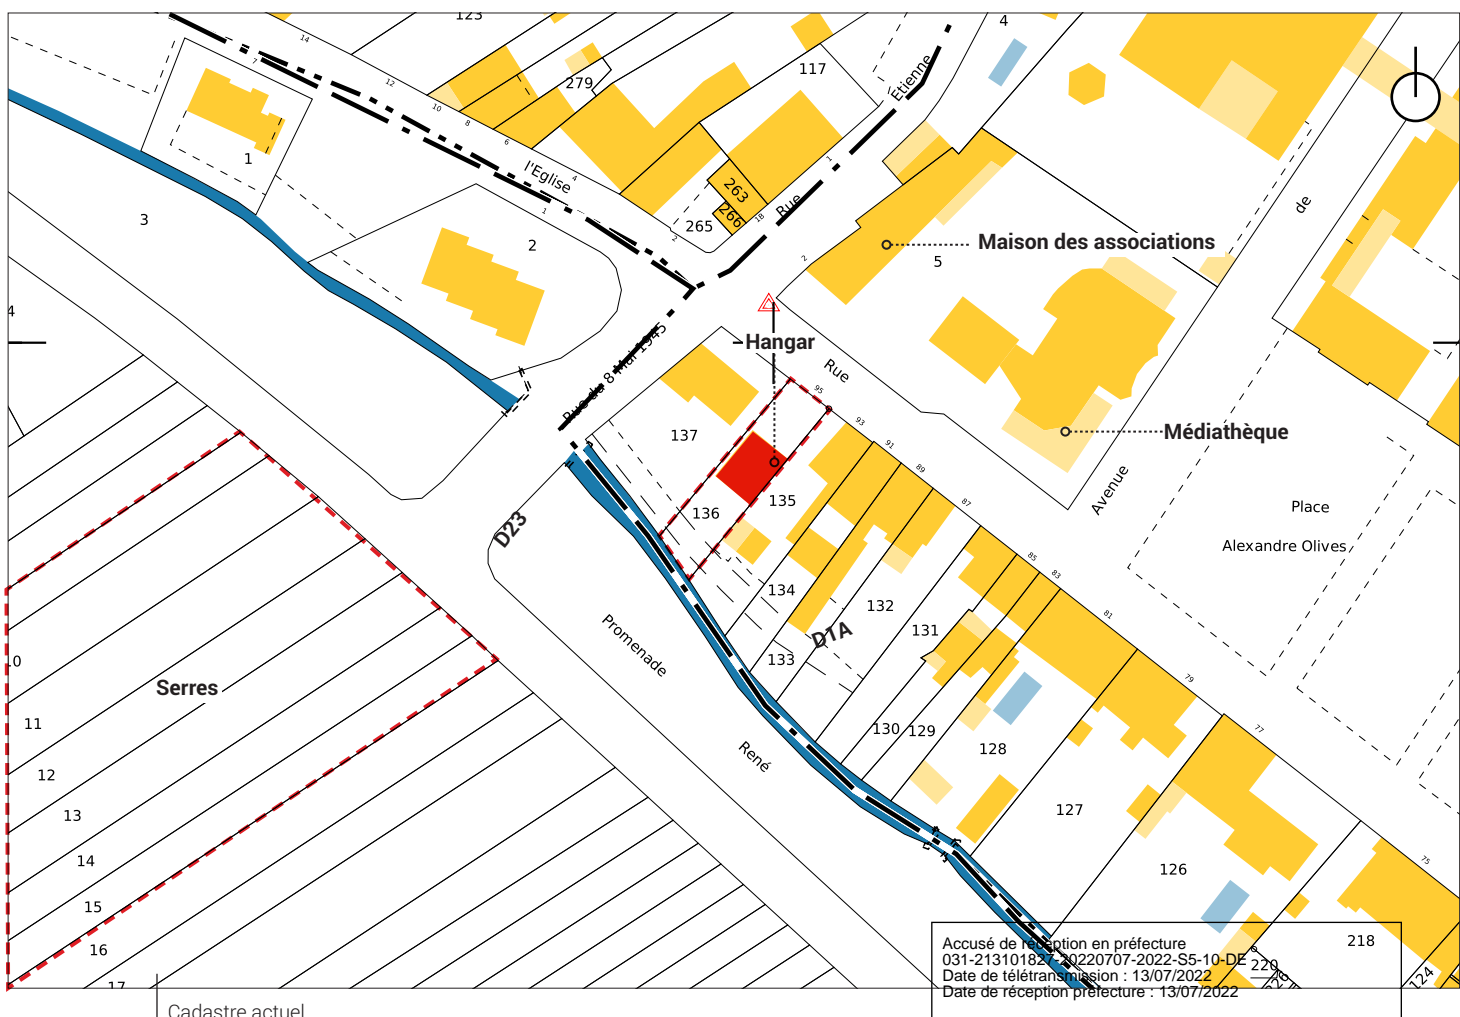 123
14
7
12
10
8
6
4
279
117
4
Etienne
1
l'Eglise
4
1
263
266
18
265
2
Rue
3
2
de
Maison des associations
5
2
4
Rue du 8 Mai 1945
Hangar
Rue
95
93
91
89
87
85
83
81
79
77
75
137
136
135
134
133
132
131
130
129
128
127
126
218
220
226
124
Médiathèque
Avenue
Place
Alexandre Olives
D23
D1A
Promenade
René
Serres
0
11
12
13
14
15
16
17
Accusé de réception en préfecture
031-213101827-20220707-2022-S5-10-DE
Date de télétransmission : 13/07/2022
Date de réception préfecture : 13/07/2022
Cadastre actuel